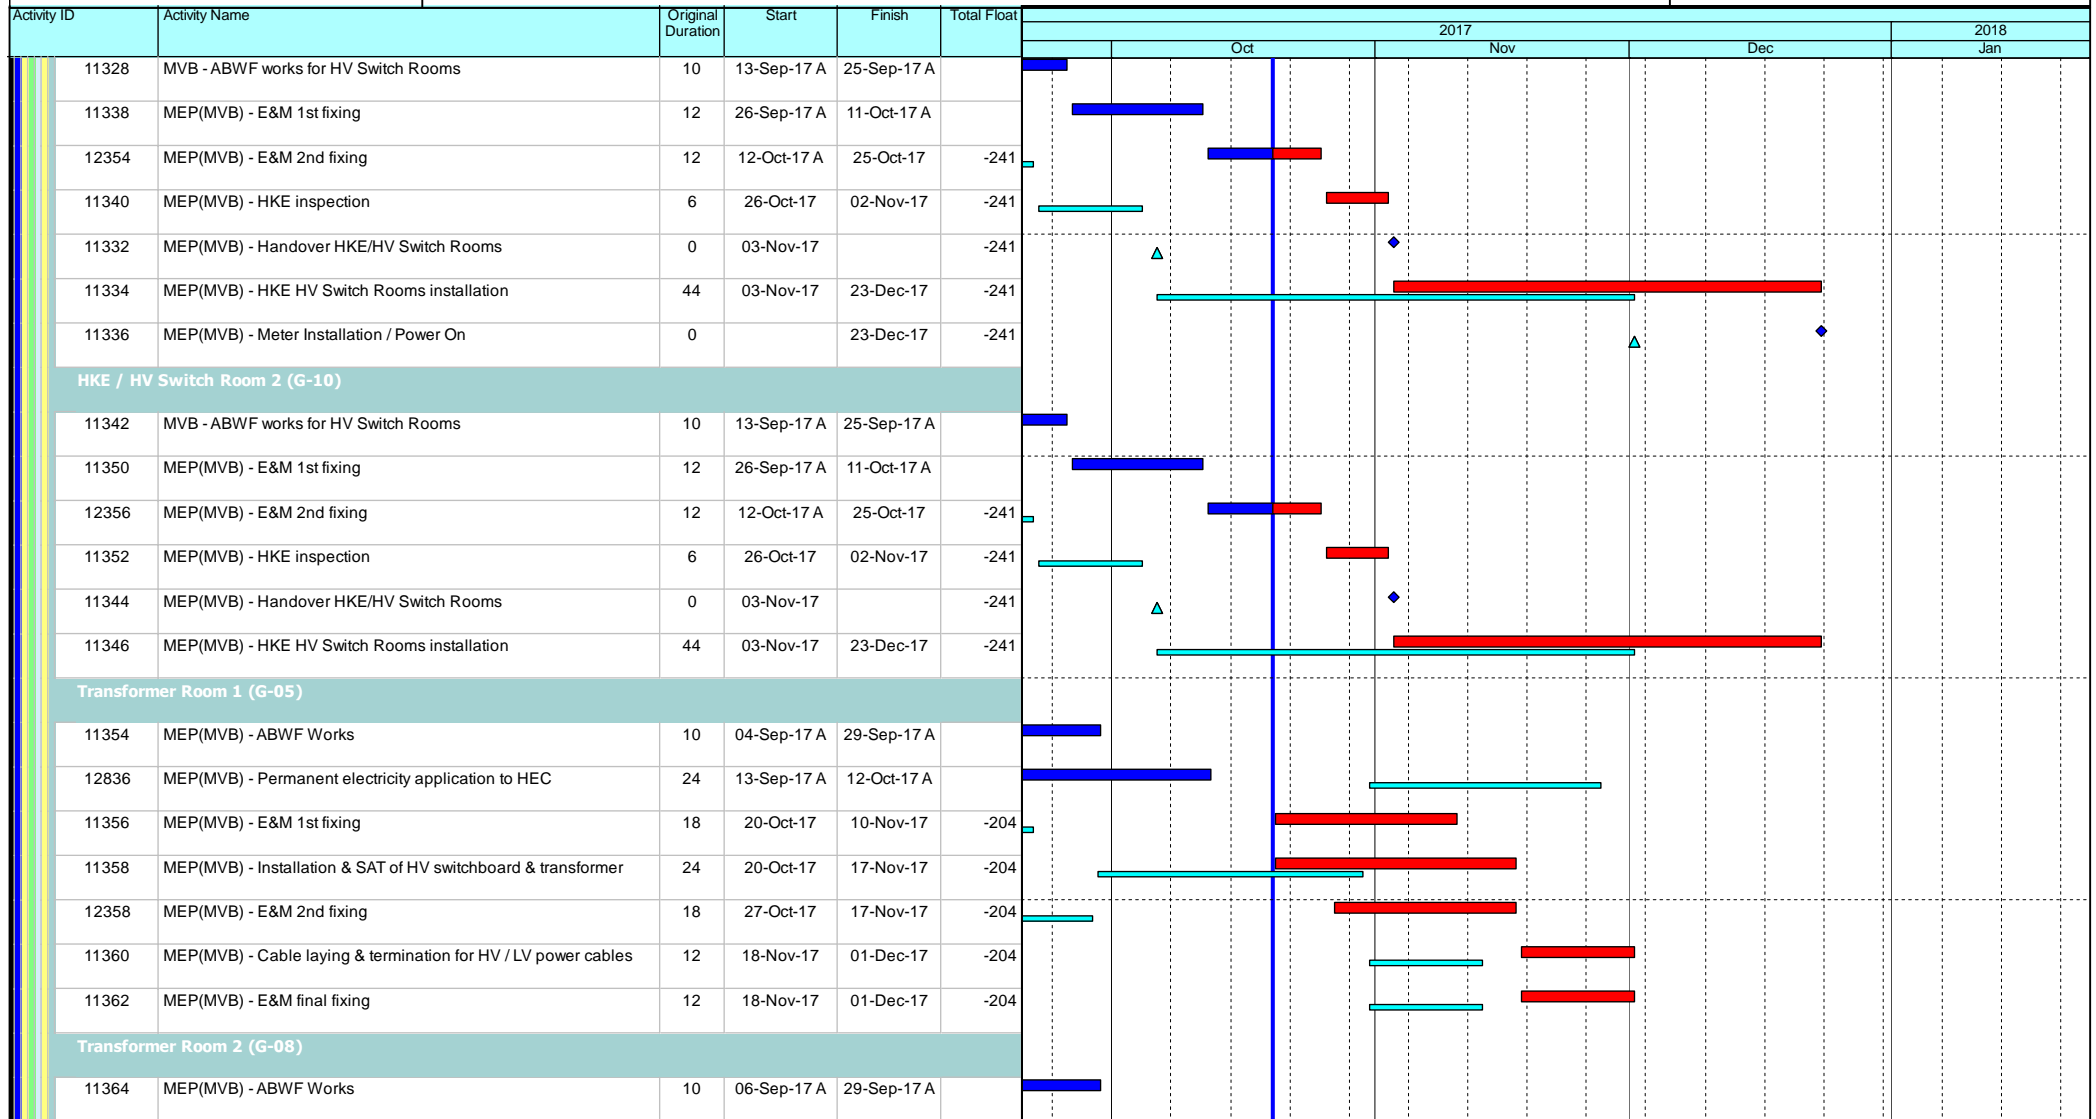 Activity ID Activity Name Original Duration Start Finish Total Float
2017 2018
Oct Nov Dec Jan
11328 MVB - ABWF works for HV Switch Rooms 10 13-Sep-17 A 25-Sep-17 A
11338 MEP(MVB) - E&M 1st fixing 12 26-Sep-17 A 11-Oct-17 A
12354 MEP(MVB) - E&M 2nd fixing 12 12-Oct-17 A 25-Oct-17 -241
11340 MEP(MVB) - HKE inspection 6 26-Oct-17 02-Nov-17 -241
11332 MEP(MVB) - Handover HKE/HV Switch Rooms 0 03-Nov-17 -241
11334 MEP(MVB) - HKE HV Switch Rooms installation 44 03-Nov-17 23-Dec-17 -241
11336 MEP(MVB) - Meter Installation / Power On 0 23-Dec-17 -241
HKE / HV Switch Room 2 (G-10)
11342 MVB - ABWF works for HV Switch Rooms 10 13-Sep-17 A 25-Sep-17 A
11350 MEP(MVB) - E&M 1st fixing 12 26-Sep-17 A 11-Oct-17 A
12356 MEP(MVB) - E&M 2nd fixing 12 12-Oct-17 A 25-Oct-17 -241
11352 MEP(MVB) - HKE inspection 6 26-Oct-17 02-Nov-17 -241
11344 MEP(MVB) - Handover HKE/HV Switch Rooms 0 03-Nov-17 -241
11346 MEP(MVB) - HKE HV Switch Rooms installation 44 03-Nov-17 23-Dec-17 -241
Transformer Room 1 (G-05)
11354 MEP(MVB) - ABWF Works 10 04-Sep-17 A 29-Sep-17 A
12836 MEP(MVB) - Permanent electricity application to HEC 24 13-Sep-17 A 12-Oct-17 A
11356 MEP(MVB) - E&M 1st fixing 18 20-Oct-17 10-Nov-17 -204
11358 MEP(MVB) - Installation & SAT of HV switchboard & transformer 24 20-Oct-17 17-Nov-17 -204
12358 MEP(MVB) - E&M 2nd fixing 18 27-Oct-17 17-Nov-17 -204
11360 MEP(MVB) - Cable laying & termination for HV / LV power cables 12 18-Nov-17 01-Dec-17 -204
11362 MEP(MVB) - E&M final fixing 12 18-Nov-17 01-Dec-17 -204
Transformer Room 2 (G-08)
11364 MEP(MVB) - ABWF Works 10 06-Sep-17 A 29-Sep-17 A